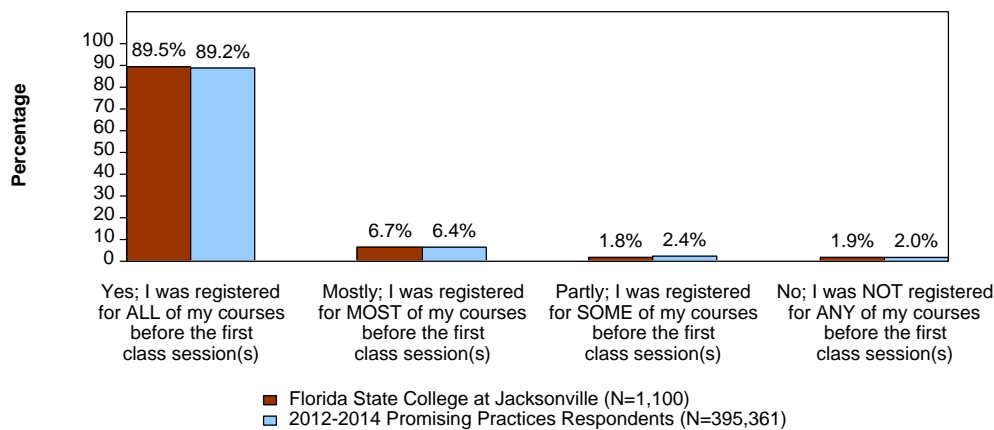 Percentage
100
90
80
70
60
50
40
30
20
10
0
89.5% 89.2%
6.7% 6.4%
1.8% 2.4%
1.9% 2.0%
Yes; I was registered
for ALL of my courses
before the first
class session(s)
Mostly; I was registered
for MOST of my courses
before the first
class session(s)
Partly; I was registered
for SOME of my courses
before the first
class session(s)
No; I was NOT registered
for ANY of my courses
before the first
class session(s)
Florida State College at Jacksonville (N=1,100)
2012-2014 Promising Practices Respondents (N=395,361)